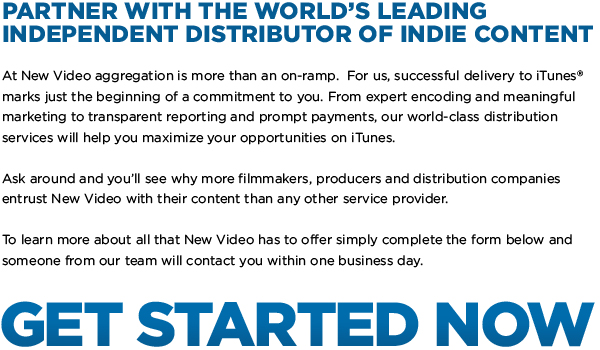 PARTNER WITH THE WORLD’S LEADING
INDEPENDENT DISTRIBUTOR OF INDIE CONTENT
At New Video aggregation is more than an on-ramp.  For us, successful delivery to iTunes®
marks just the beginning of a commitment to you. From expert encoding and meaningful
marketing to transparent reporting and prompt payments, our world-class distribution
services will help you maximize your opportunities on iTunes.
Ask around and you’ll see why more filmmakers, producers and distribution companies
entrust New Video with their content than any other service provider.
To learn more about all that New Video has to offer simply complete the form below and
someone from our team will contact you within one business day.
GET STARTED NOW